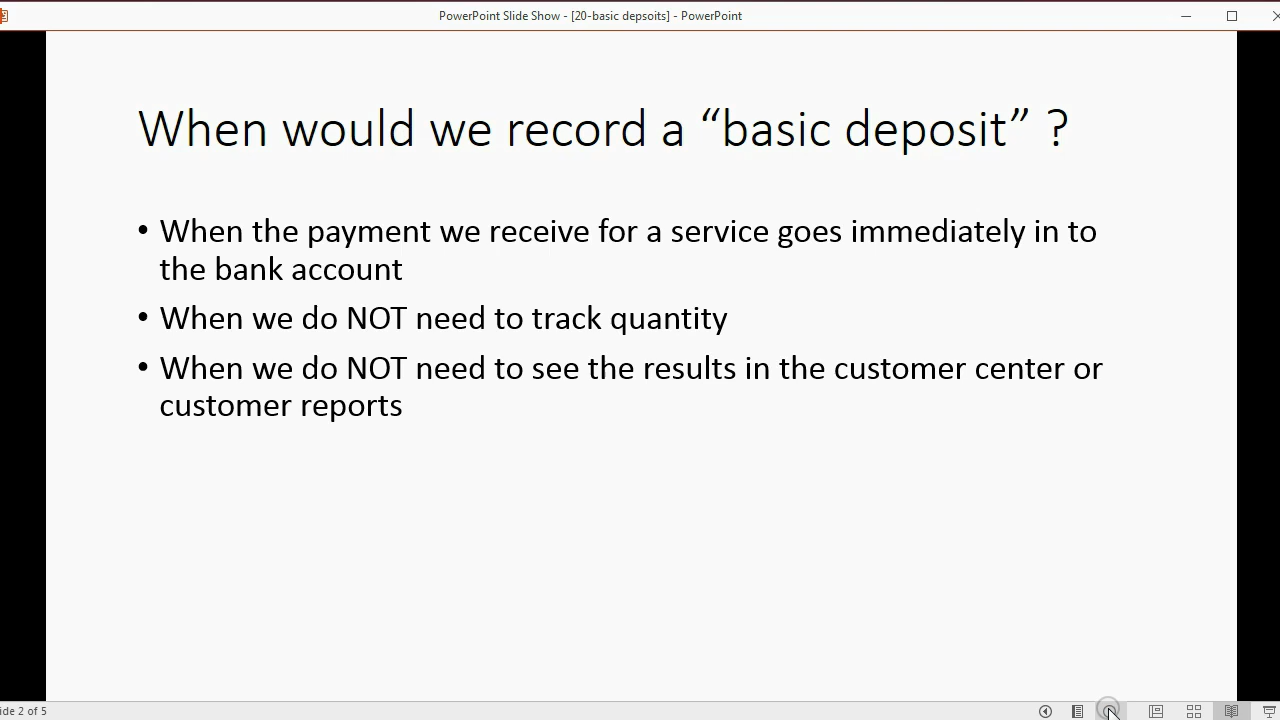 PowerPoint Slide Show - [20-basic depsoits] - PowerPoint
When would we record a “basic deposit” ?
• When the payment we receive for a service goes immediately in to
the bank account
• When we do NOT need to track quantity
• When we do NOT need to see the results in the customer center or
customer reports
ide 2 of 5